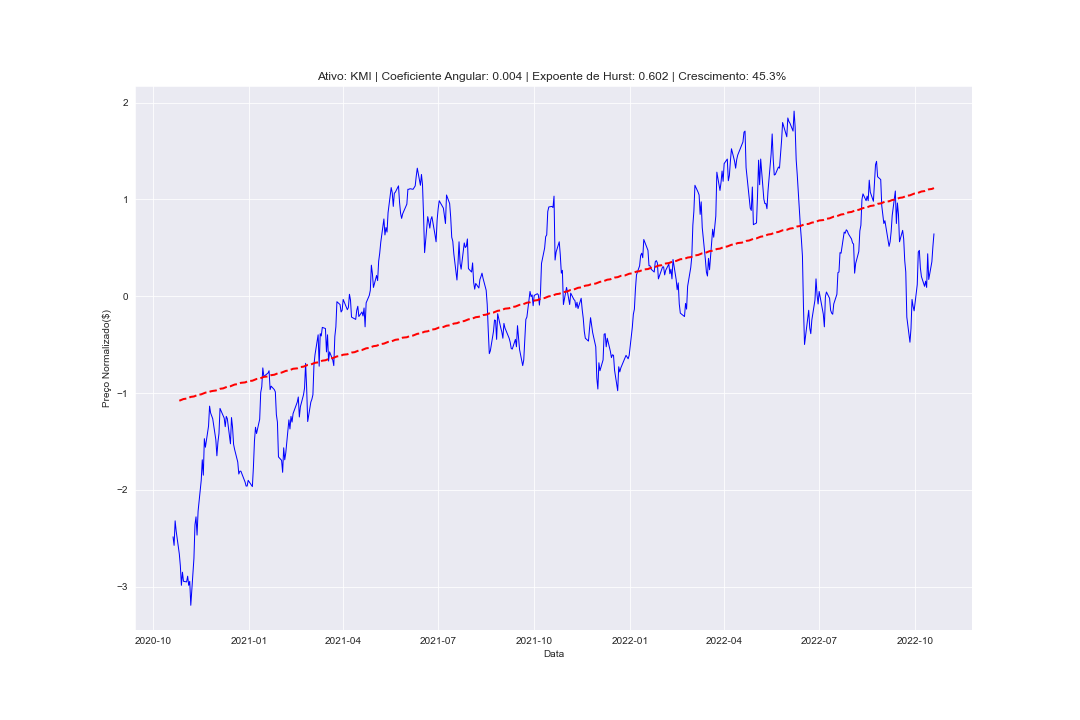 Ativo: KMI | Coeficiente Angular: 0.004 | Expoente de Hurst: 0.602 | Crescimento: 45.3%
2
1
0
−1
−2
−3
Preço Normalizado($)
2020-10 2021-01 2021-04 2021-07 2021-10 2022-01 2022-04 2022-07 2022-10
Data